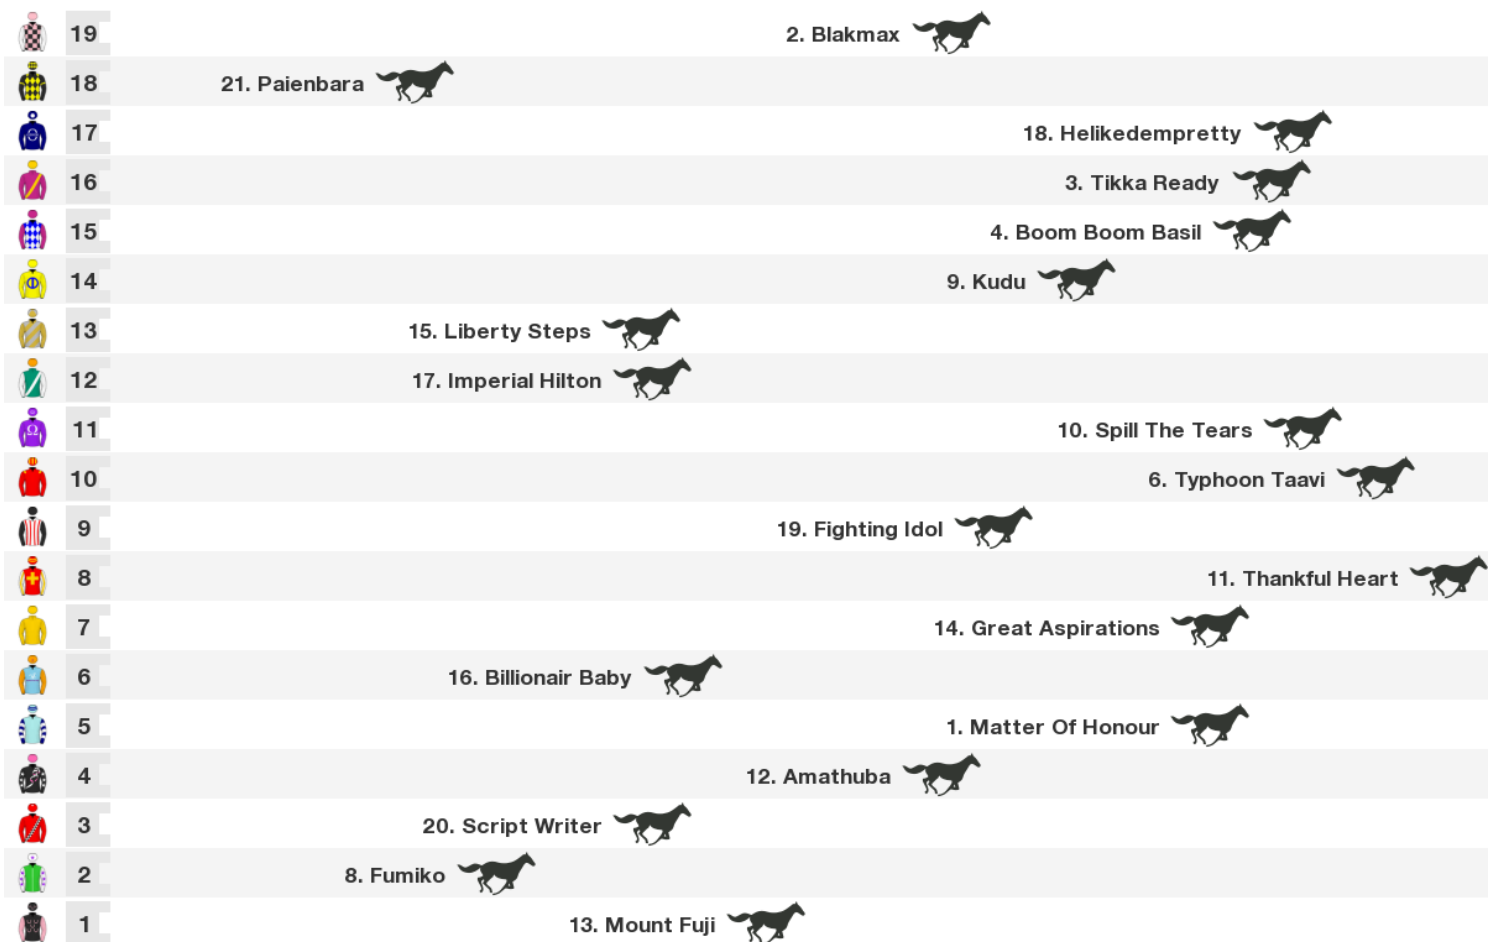 19 2. Blakmax
18 21. Paienbara
17 18. Helikedempretty
16 3. Tikka Ready
15 4. Boom Boom Basil
14 9. Kudu
13 15. Liberty Steps
12 17. Imperial Hilton
11 10. Spill The Tears
10 6. Typhoon Taavi
9 19. Fighting Idol
8 11. Thankful Heart
7 14. Great Aspirations
6 16. Billionair Baby
5 1. Matter Of Honour
4 12. Amathuba
3 20. Script Writer
2 8. Fumiko
1 13. Mount Fuji